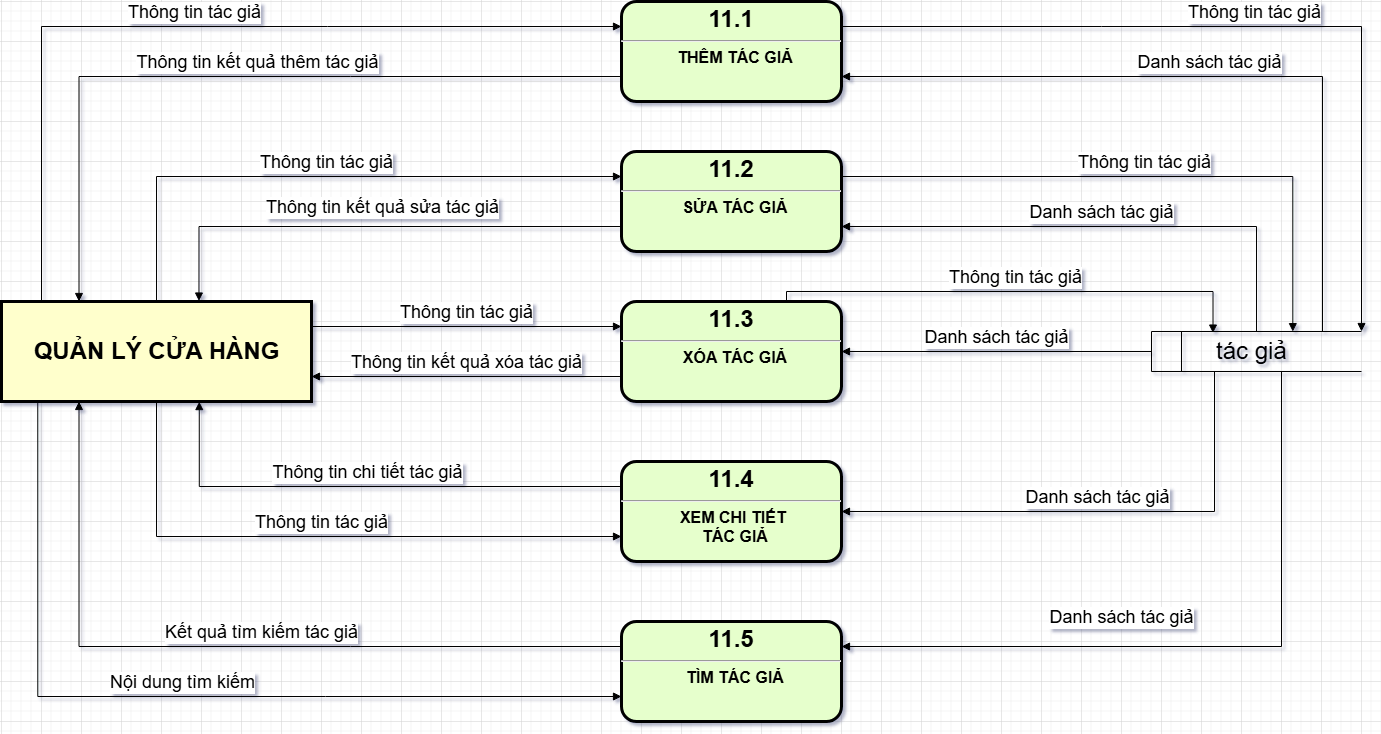 Thông tin tác giả
11.1
Thông tin tác giả
THÊM TÁC GIẢ
Thông tin kết quả thêm tác giả
Danh sách tác giả
Thông tin tác giả
11.2
Thông tin tác giả
SỬA TÁC GIẢ
Thông tin kết quả sửa tác giả
Danh sách tác giả
Thông tin tác giả
Thông tin tác giả
11.3
Danh sách tác giả
QUẢN LÝ CỬA HÀNG
tác giả
XÓA TÁC GIẢ
Thông tin kết quả xóa tác giả
Thông tin chi tiết tác giả
11.4
Danh sách tác giả
XEM CHI TIẾT
TÁC GIẢ
Thông tin tác giả
Danh sách tác giả
Kết quả tìm kiếm tác giả
11.5
TÌM TÁC GIẢ
Nội dung tìm kiếm